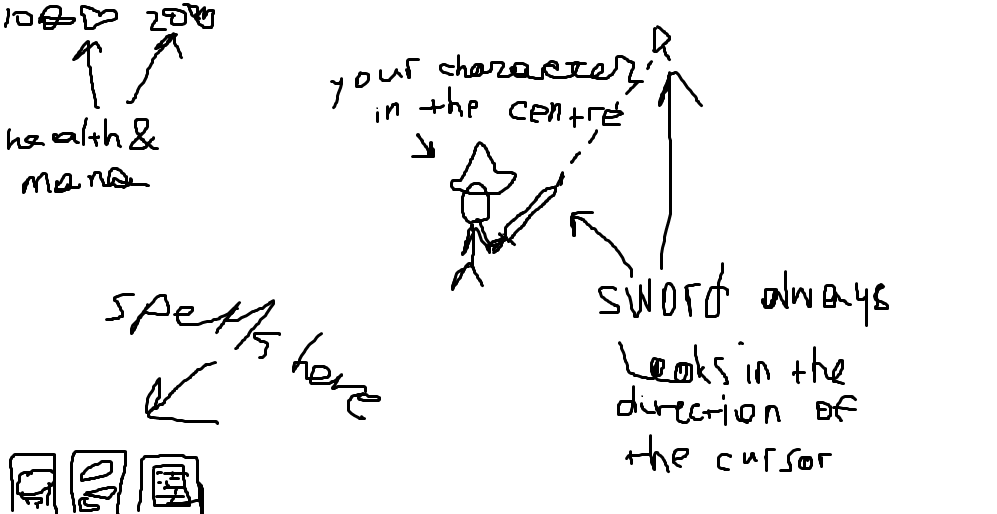 100 200
your character
in the centre
health &
mana
sword always
looks in the
direction of
the cursor
spells here